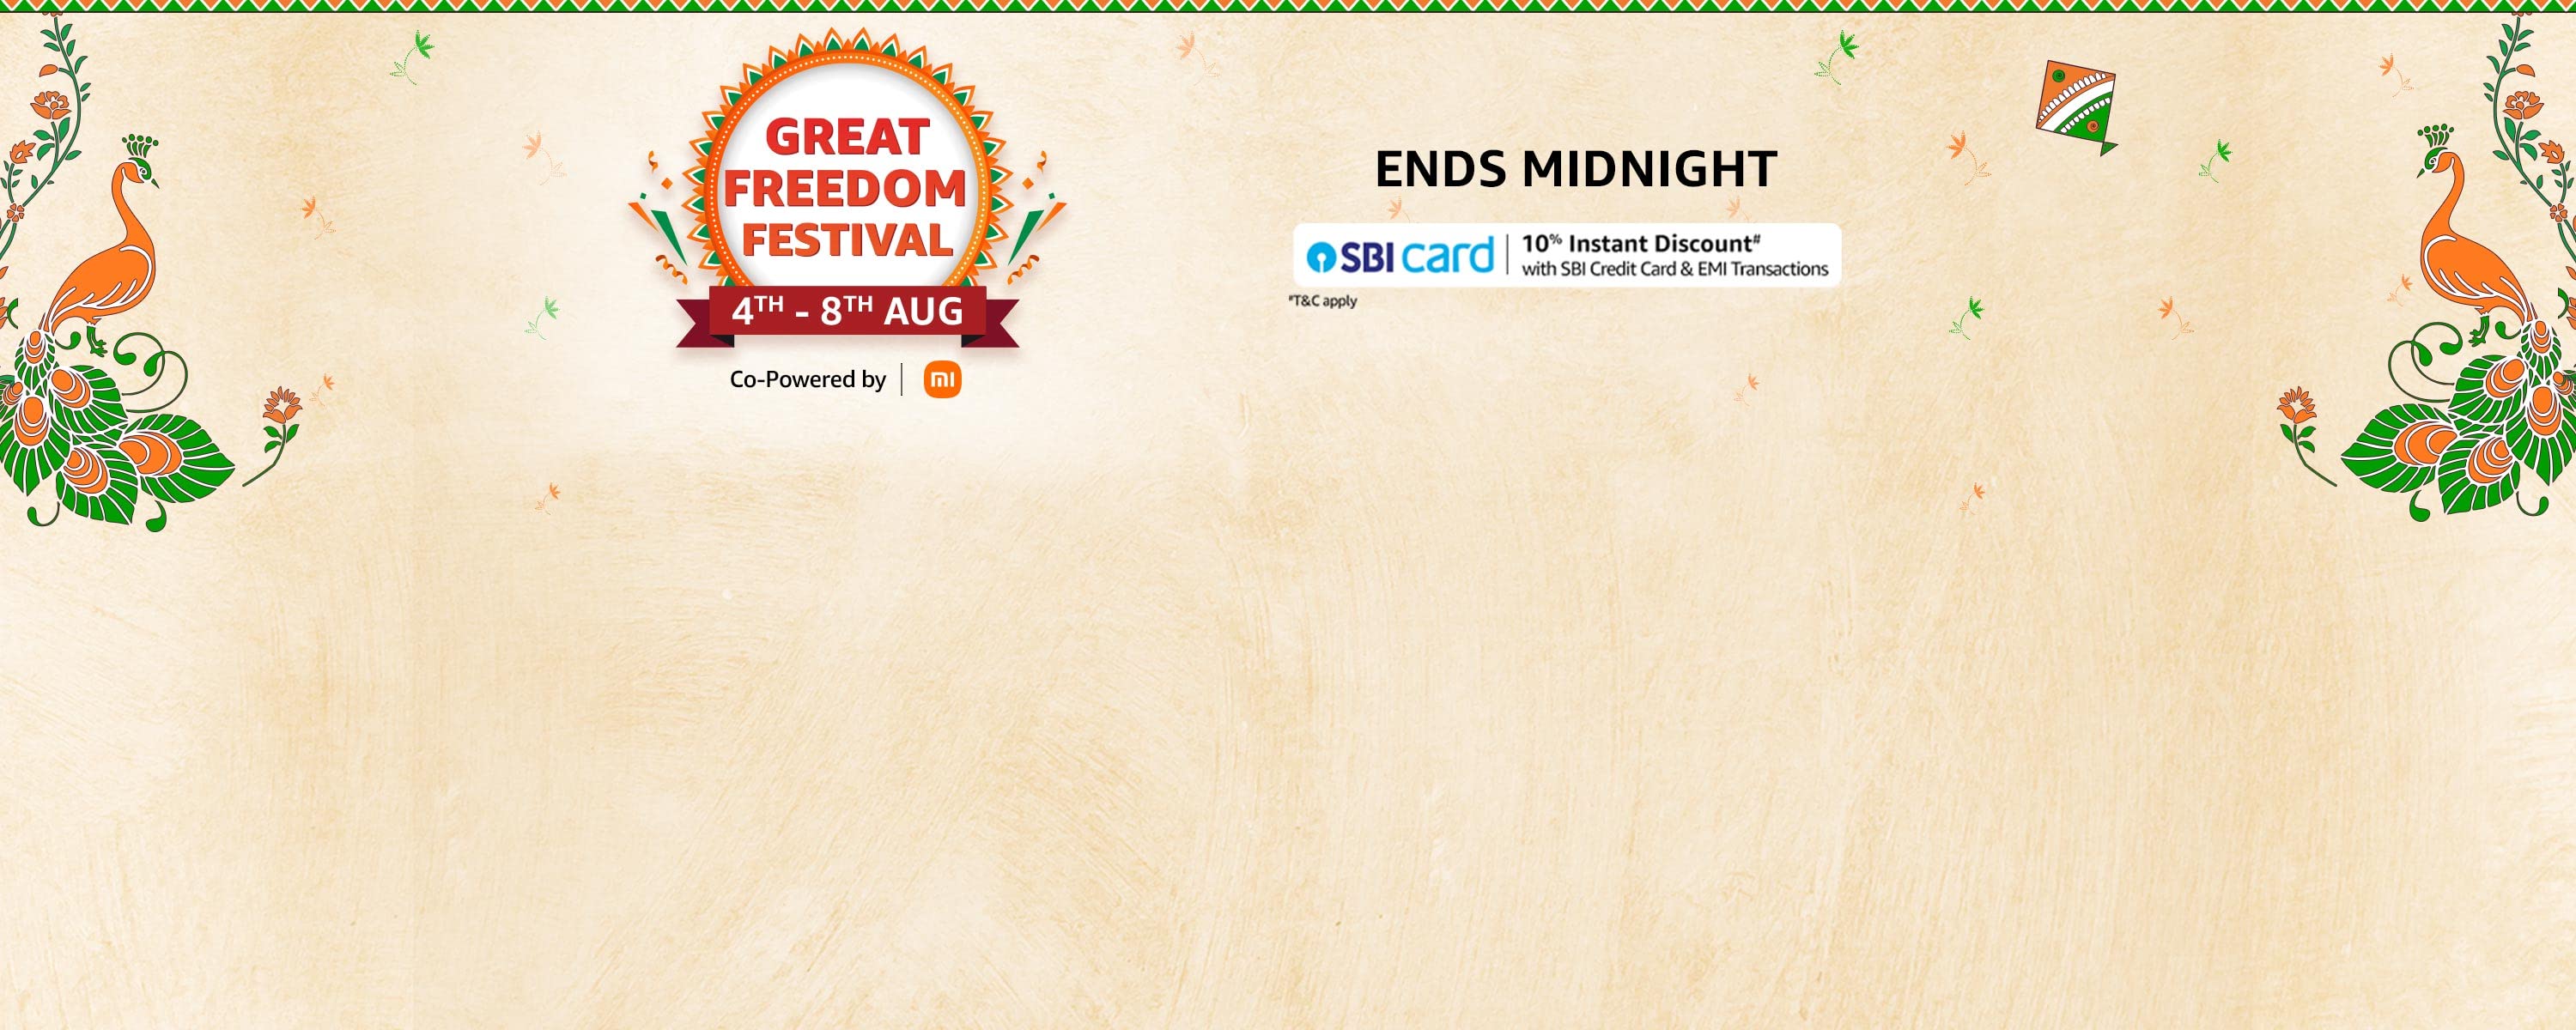 GREAT
FREEDOM
FESTIVAL
4TH - 8TH AUG
Co-Powered by | mi
ENDS MIDNIGHT
SBI card | 10% Instant Discount#
with SBI Credit Card & EMI Transactions
#T&C apply